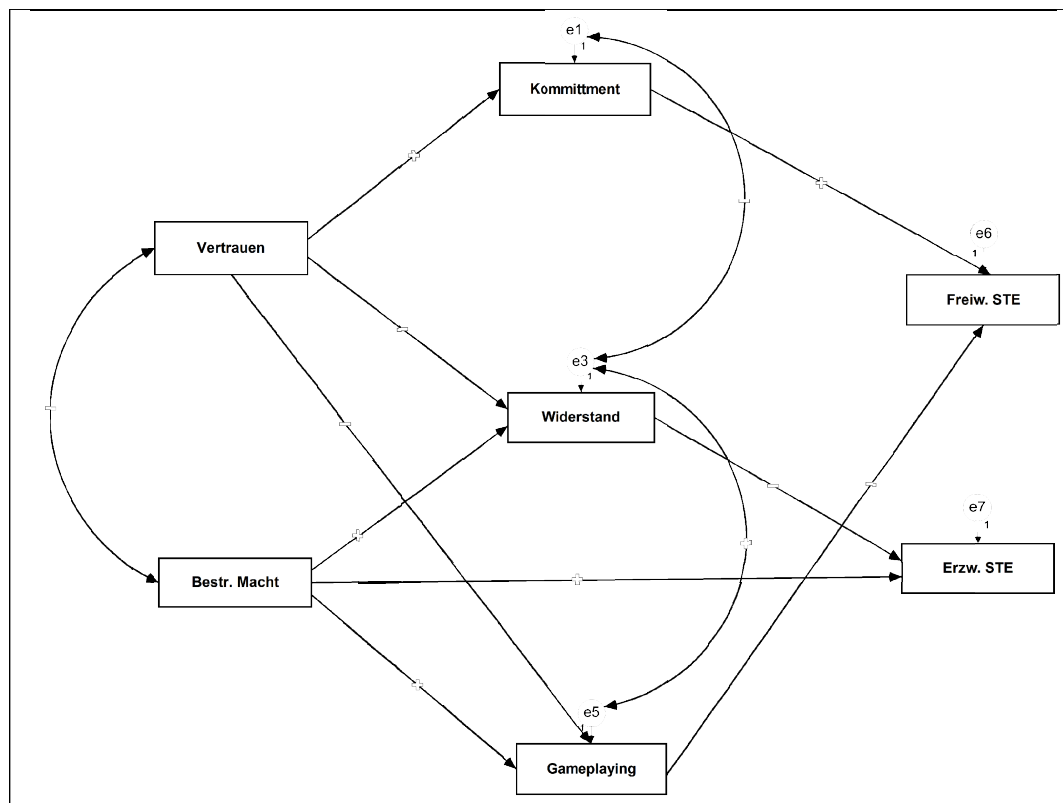 e1
1
Kommittment
+
+
Vertrauen
-
e6
1
Freiw. STE
-
e3
1
-
-
Widerstand
-
-
-
e7
1
+
+
Erzw. STE
Bestr. Macht
+
+
e5
1
Gameplaying